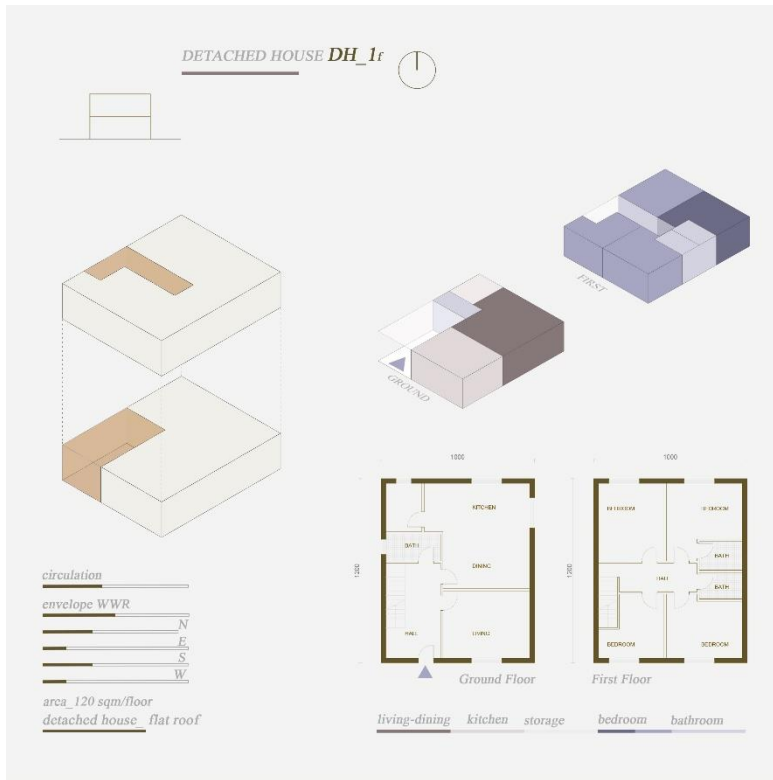 DETACHED HOUSE DH_1f
FIRST
GROUND
1000
1000
KITCHEN
BEDROOM
BEDROOM
BATH
BATH
1200
1200
DINING
HALL
BATH
HALL
LIVING
BEDROOM
BEDROOM
Ground Floor
First Floor
circulation
envelope WWR
N
E
S
W
area_120 sqm/floor
detached house_ flat roof
living-dining kitchen storage bedroom bathroom